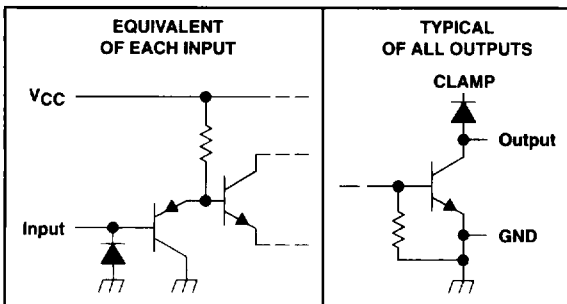 EQUIVALENT
OF EACH INPUT
VCC
Input
TYPICAL
OF ALL OUTPUTS
CLAMP
Output
GND